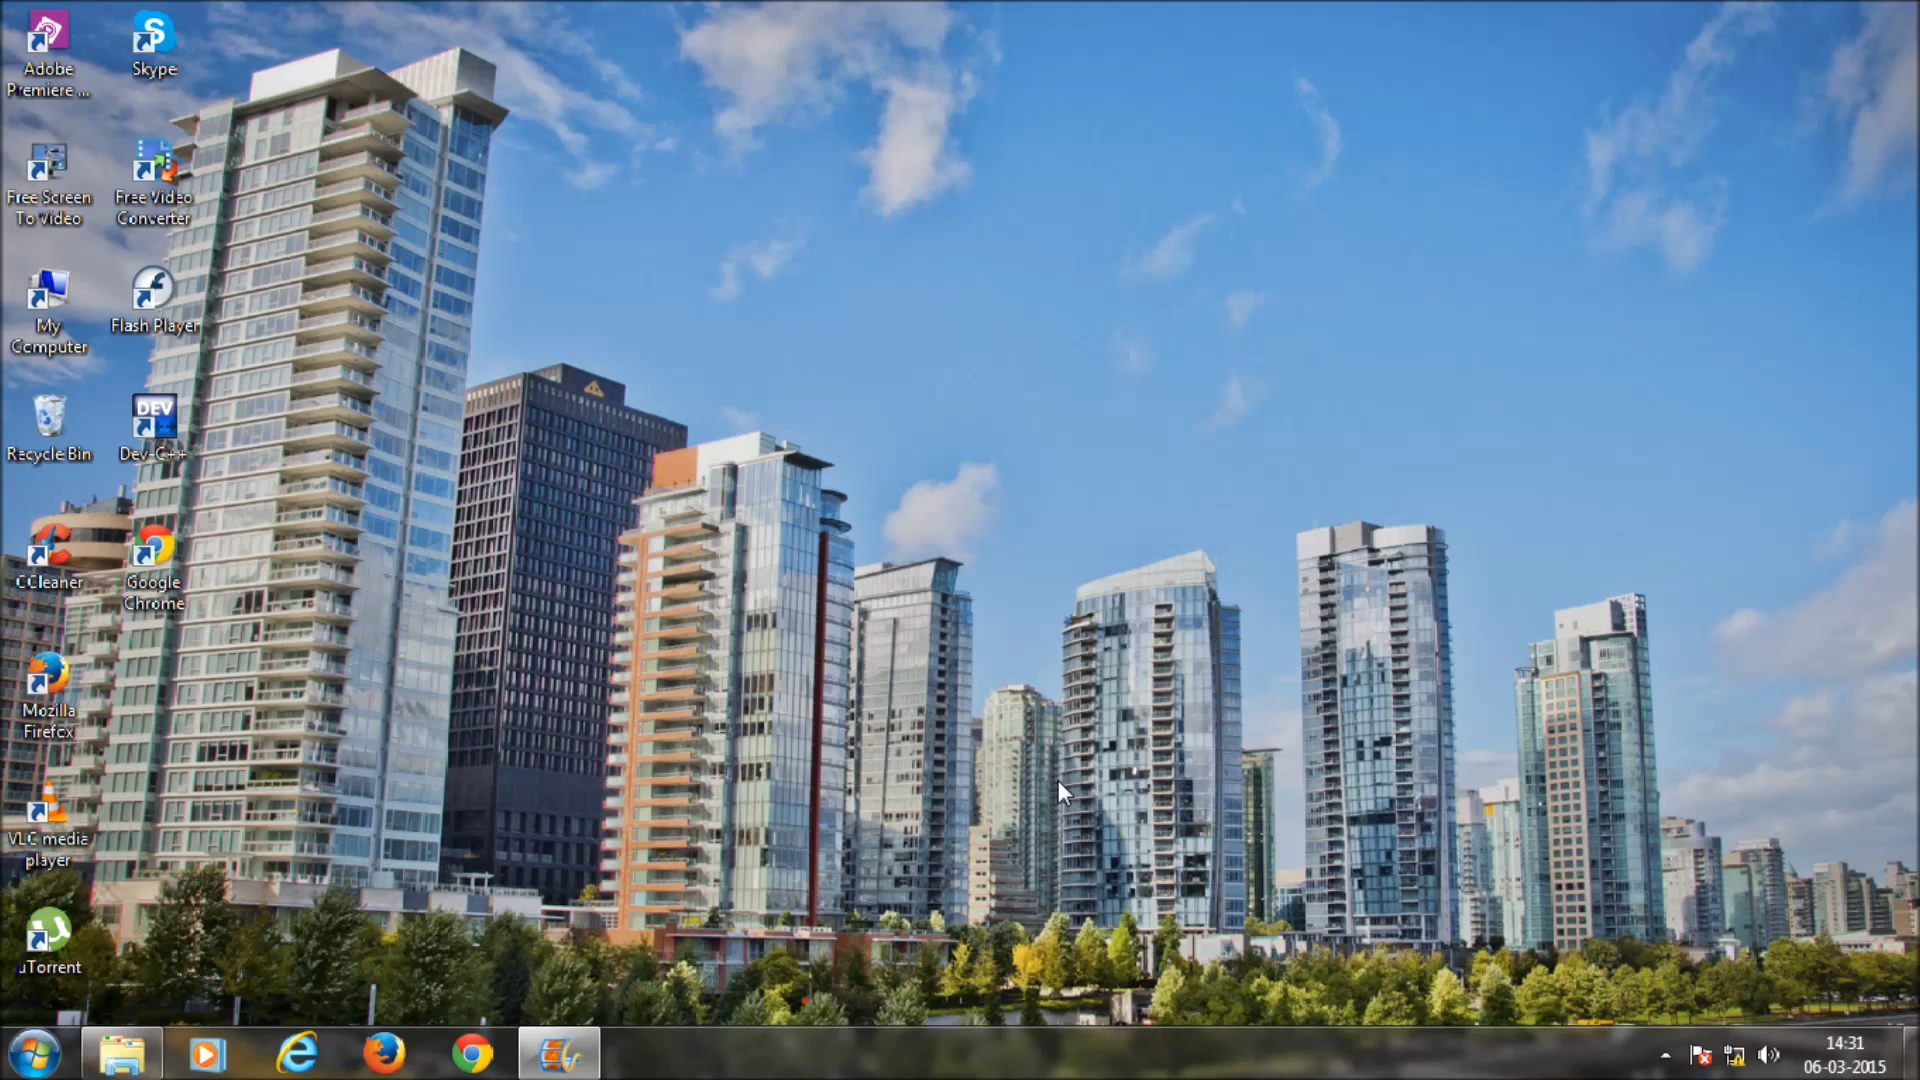 Adobe
Premiere ...
Skype
Free Screen
To Video
Free Video
Converter
My
Computer
Flash Player
Recycle Bin
DEV
Dev-C++
CCleaner
Google
Chrome
Mozilla
Firefox
VLC media
player
µTorrent
14:31
06-03-2015